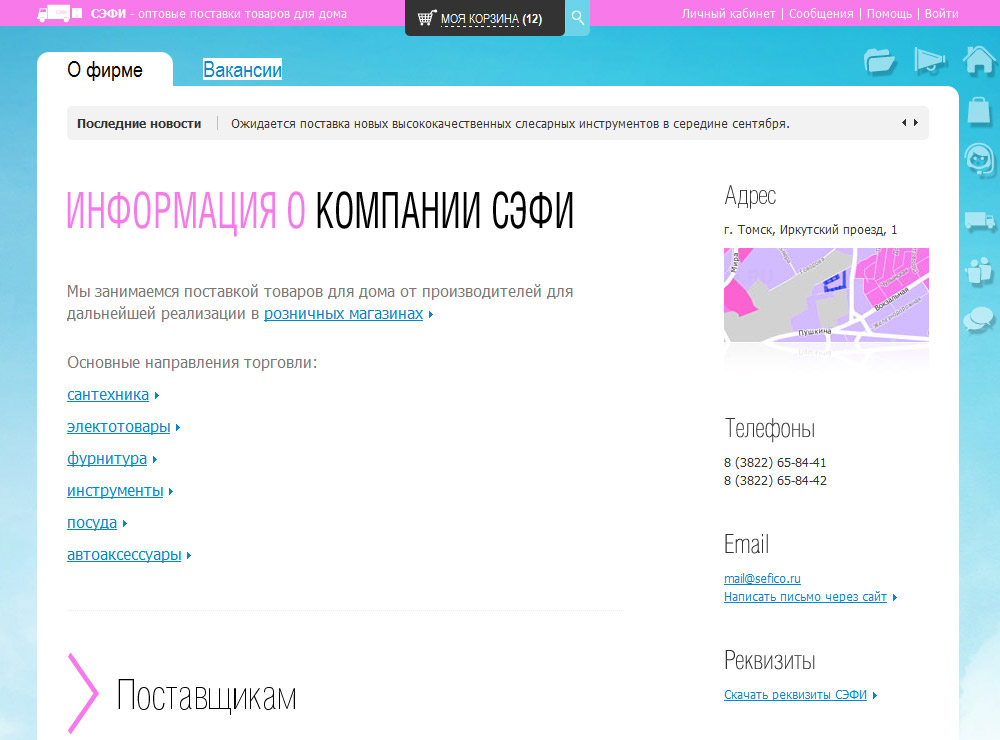 СЭФИ - оптовые поставки товаров для дома
МОЯ КОРЗИНА (12)
Личный кабинет | Сообщения | Помощь | Войти
О фирме
Вакансии
Последние новости
Ожидается поставка новых высококачественных слесарных инструментов в середине сентября.
ИНФОРМАЦИЯ О КОМПАНИИ СЭФИ
Мы занимаемся поставкой товаров для дома от производителей для
дальнейшей реализации в розничных магазинах
Основные направления торговли:
сантехника
электотовары
фурнитура
инструменты
посуда
автоаксессуары
Поставщикам
Адрес
г. Томск, Иркутский проезд, 1
Мира
Вокзальная
Железнодорожная
Пушкина
Телефоны
8 (3822) 65-84-41
8 (3822) 65-84-42
Email
mail@sefico.ru
Написать письмо через сайт
Реквизиты
Скачать реквизиты СЭФИ